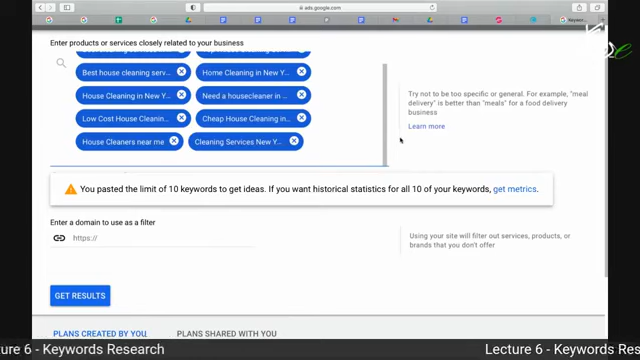 ads.google.com
Enter products or services closely related to your business
Best house cleaning serv...
Home Cleaning in New Y...
House Cleaning in New Y...
Need a housecleaner in ...
Low Cost House Cleanin...
Cheap House Cleaning in...
House Cleaners near me
Cleaning Services New Y...
Try not to be too specific or general. For example, "meal
delivery" is better than "meals" for a food delivery
business
Learn more
You pasted the limit of 10 keywords to get ideas. If you want historical statistics for all 10 of your keywords, get metrics.
Enter a domain to use as a filter
https://
Using your site will filter out services, products, or
brands that you don't offer
GET RESULTS
PLANS CREATED BY YOU
PLANS SHARED WITH YOU
ture 6 - Keywords Research
Lecture 6 - Keywords Res